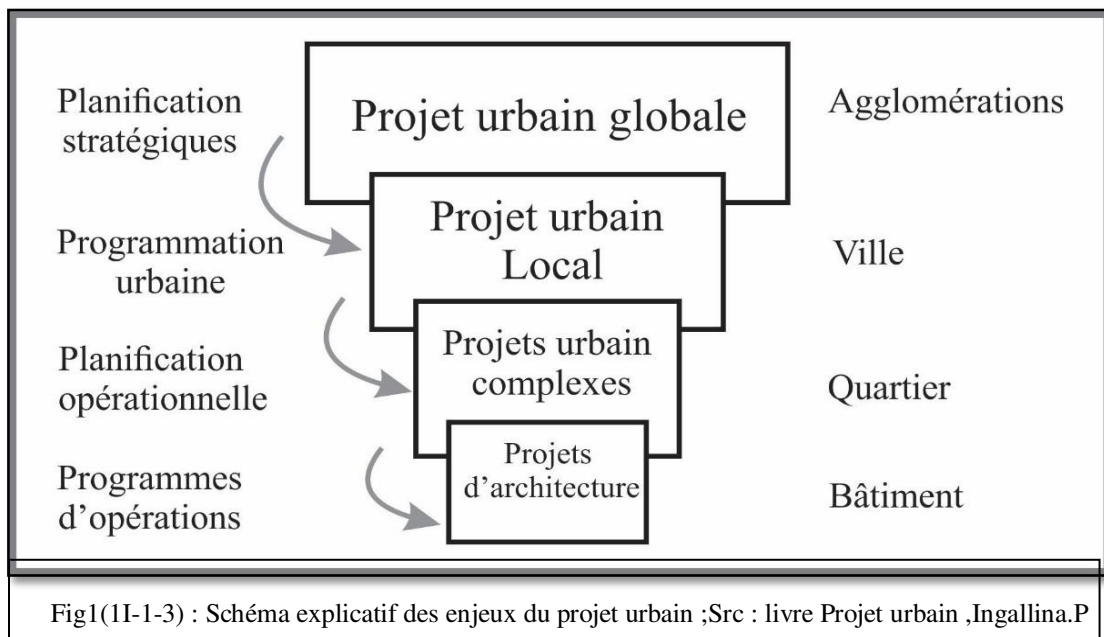 Planification
stratégiques
Projet urbain globale
Agglomérations
Programmation
urbaine
Projet urbain
Local
Ville
Planification
opérationnelle
Projets urbain
complexes
Quartier
Programmes
d'opérations
Projets
d'architecture
Bâtiment
Fig1(1I-1-3) : Schéma explicatif des enjeux du projet urbain ;Src : livre Projet urbain ,Ingallina.P